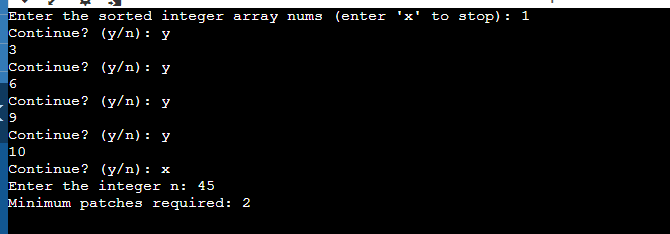 Enter the sorted integer array nums (enter 'x' to stop): 1
Continue? (y/n): y
3
Continue? (y/n): y
6
Continue? (y/n): y
9
Continue? (y/n): y
10
Continue? (y/n): x
Enter the integer n: 45
Minimum patches required: 2